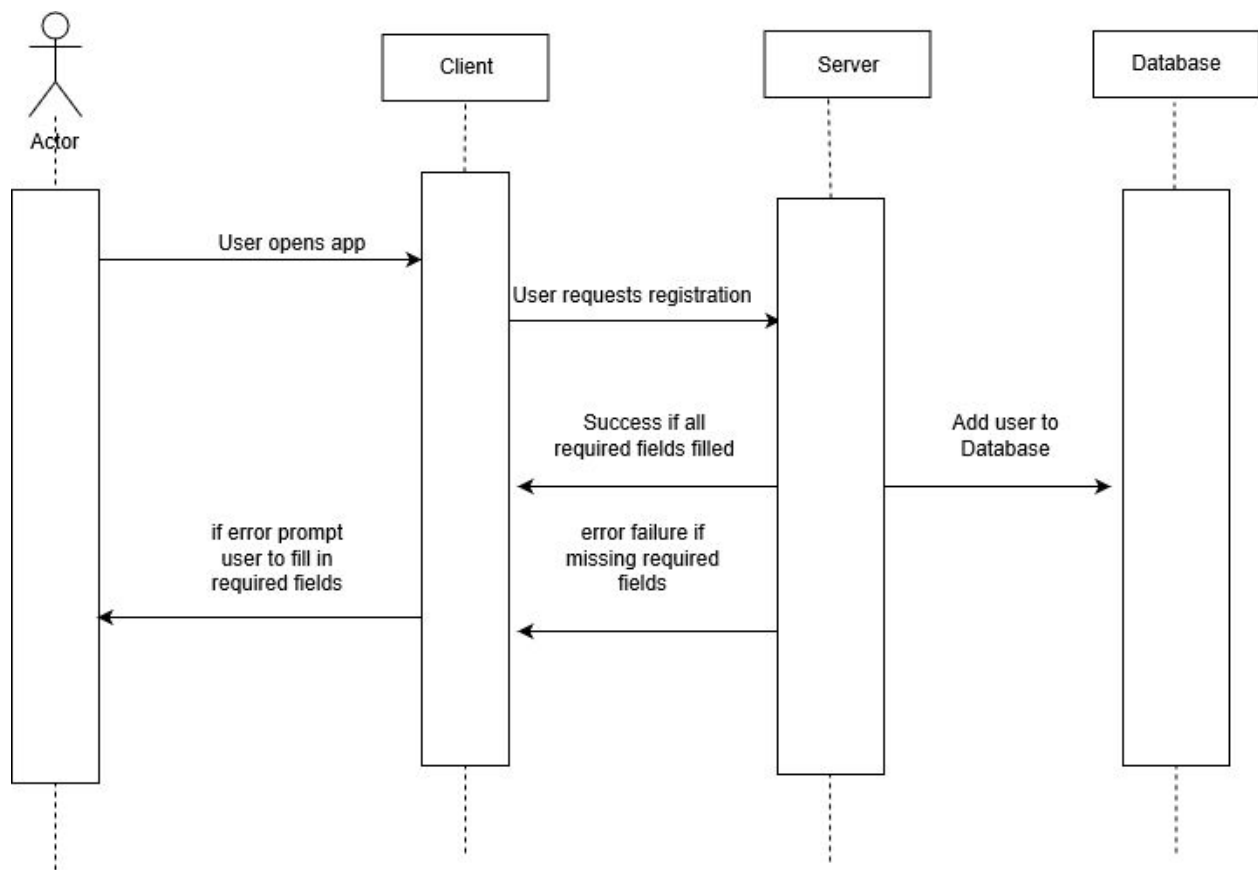 Actor
Client
Server
Database
User opens app
User requests registration
Success if all
required fields filled
Add user to
Database
if error prompt
user to fill in
required fields
error failure if
missing required
fields